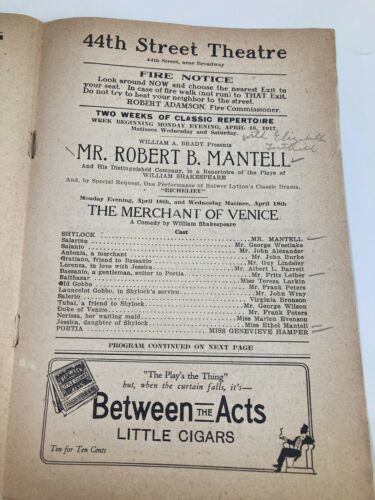 44th Street Theatre
44th Street, near Broadway
FIRE NOTICE
Look around NOW and choose the nearest Exit to
your seat. In case of fire walk (not run) to THAT Exit.
Do not try to beat your neighbor to the street.
ROBERT ADAMSON, Fire Commissioner.
TWO WEEKS OF CLASSIC REPERTOIRE
WEEK BEGINNING MONDAY EVENING, APRIL 16, 1917.
Matinees Wednesday and Saturday.
with Elizabeth
WILLIAM A. BRADY Presents
MR. ROBERT B. MANTELL
And His Distinguished Company, in a Repertoire of the Plays of
WILLIAM SHAKESPEARE
And, by Special Request, One Performance of Bulwer Lytton's Classic Drama,
"RICHELIEU"
Monday Evening, April 16th, and Wednesday Matinee, April 18th
THE MERCHANT OF VENICE
A Comedy by William Shakespeare
Cast
SHYLOCK MR. MANTELL
Salarino Mr. George Westlake
Salanio Mr. John Alexander
Antonia, a merchant Mr. John Burke
Gratiano, friend to Bassanio Mr. Guy Lindsley
Lorenzo, in love with Jessica Mr. Albert L. Barrett
Bassanio, a gentleman, suitor to Portia Mr. Fritz Leiber
Balthasar Miss Teresa Larkin
Old Gobbo Mr. Frank Peters
Launcelot Gobbo, in Shylock's service Mr. John Wray
Salerio Virginia Bronson
Tubal, a friend to Shylock Mr. George Wilson
Duke of Venice Mr. Frank Peters
Nerissa, her waiting maid Miss Marion Evensen
Jessica, daughter of Shylock Miss Ethel Mantell
PORTIA MISS GENEVIEVE HAMPER
PROGRAM CONTINUED ON NEXT PAGE
"The Play's the Thing"
but, when the curtain falls, it's—
Between THE Acts
LITTLE CIGARS
Ten for Ten Cents